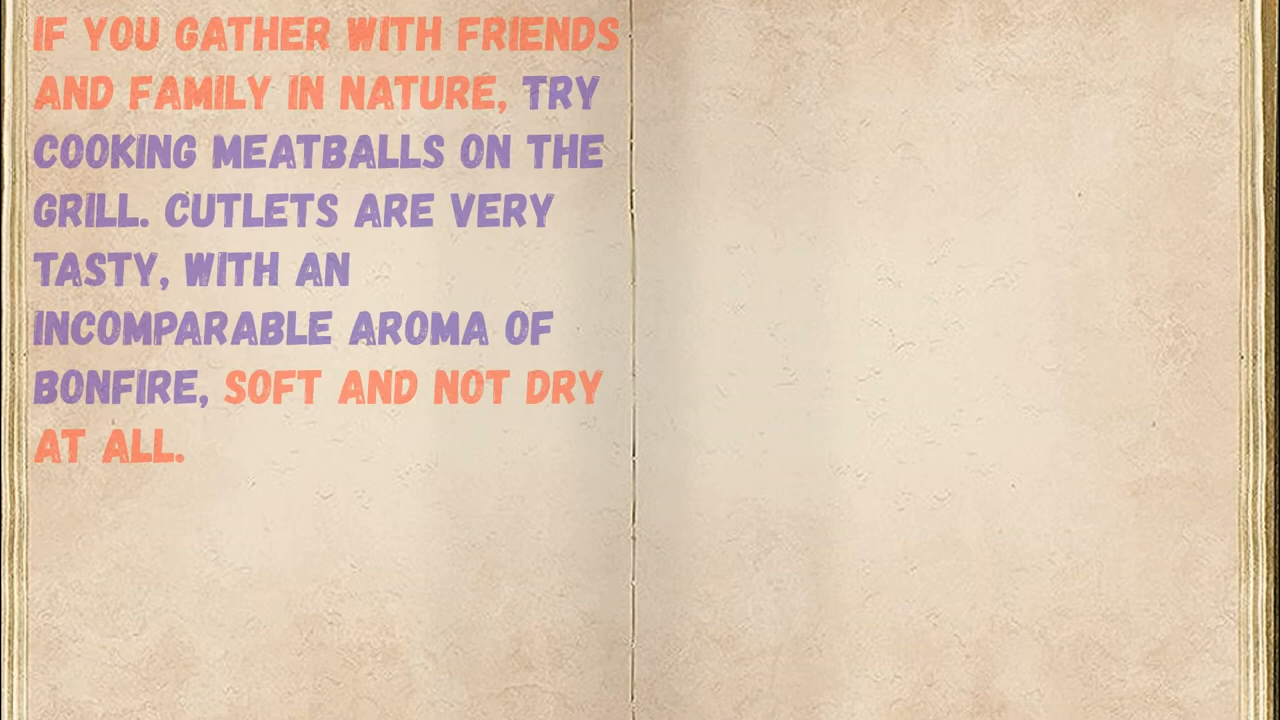 IF YOU GATHER WITH FRIENDS
AND FAMILY IN NATURE, TRY
COOKING MEATBALLS ON THE
GRILL. CUTLETS ARE VERY
TASTY, WITH AN
INCOMPARABLE AROMA OF
BONFIRE, SOFT AND NOT DRY
AT ALL.